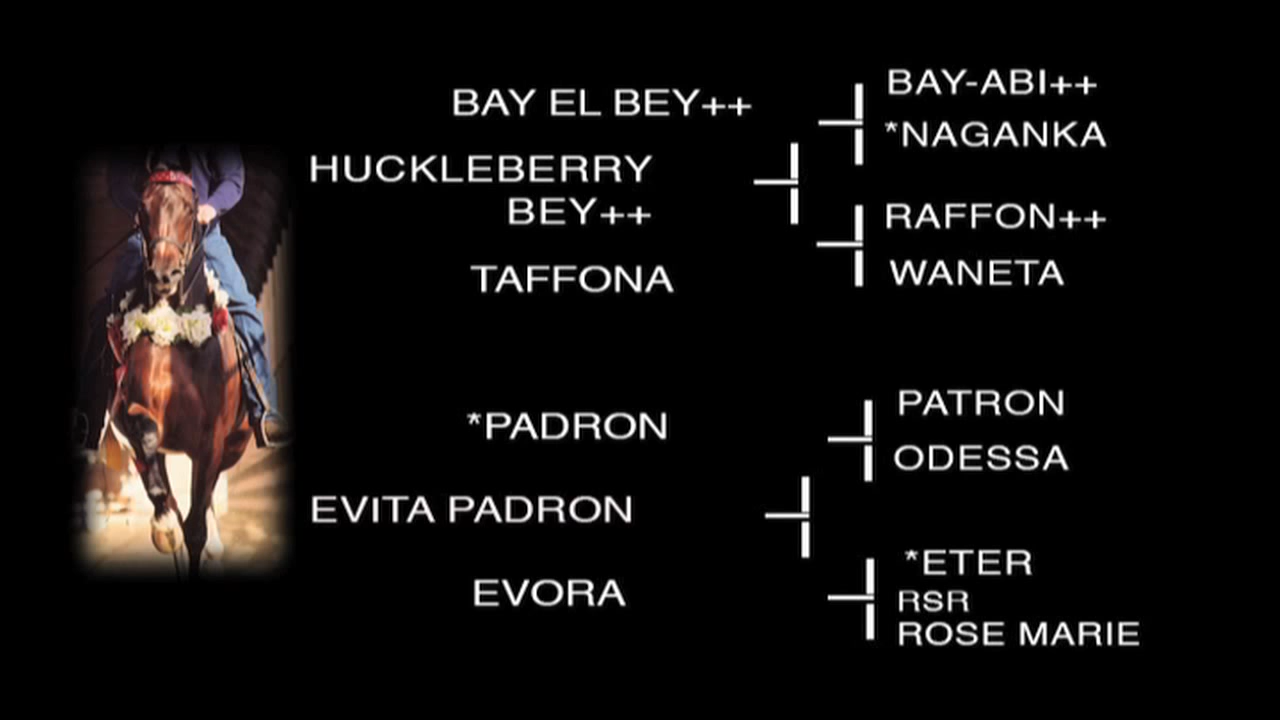 BAY-ABI++
BAY EL BEY++
*NAGANKA
HUCKLEBERRY
BEY++
RAFFON++
TAFFONA
WANETA
PATRON
*PADRON
ODESSA
EVITA PADRON
*ETER
EVORA
RSR
ROSE MARIE